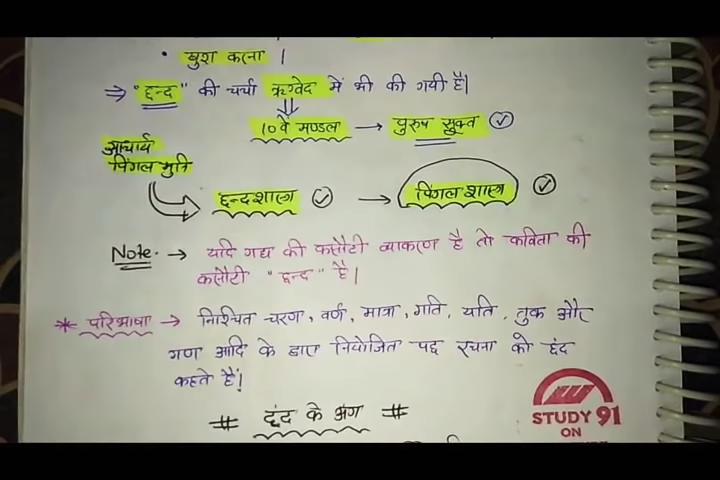 • खुश करना |
⇒ "छन्द" की चर्चा ऋग्वेद में भी की गयी है|
10वें मण्डल → पुरुष सुक्त
आचार्य
पिंगल मुनि
छन्दशास्त्र → पिंगल शास्त्र
Note. → यदि गद्य की कसौटी व्याकरण है तो कविता की
कसौटी "छन्द" है|
* परिभाषा → निश्चित चरण, वर्ण, मात्रा, गति, यति, तुक और
गण आदि के द्वारा नियोजित पद्य रचना को छंद
कहते हैं|
# छंद के अंग #
STUDY 91
ON